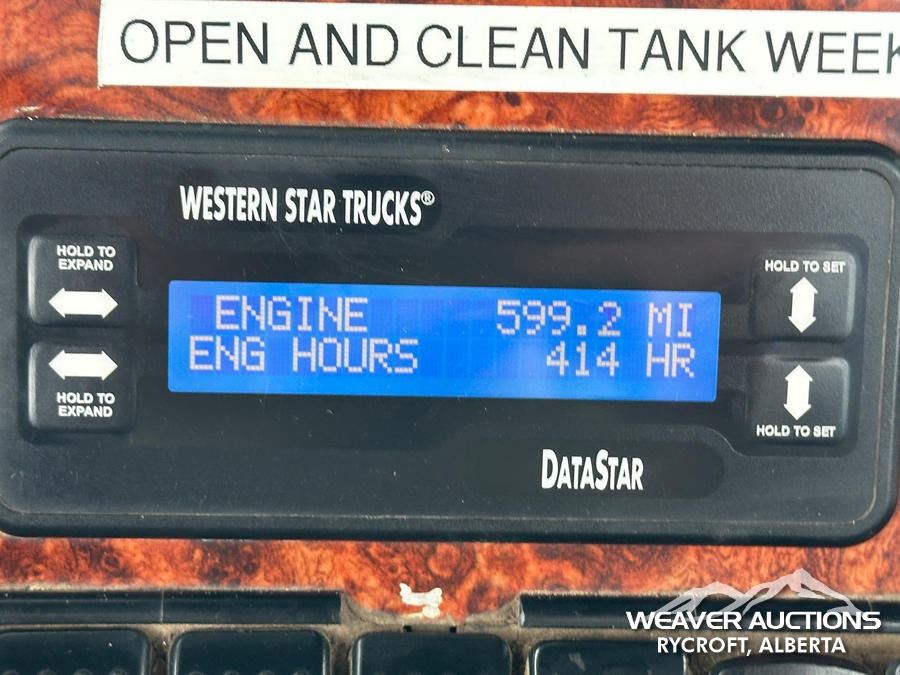 OPEN AND CLEAN TANK
WESTERN STAR TRUCKS®
HOLD TO
EXPAND
HOLD TO SET
ENGINE 599.2 MI
ENG HOURS 414 HR
HOLD TO
EXPAND
HOLD TO SET
DATASTAR
WEAVER AUCTIONS
RYCROFT, ALBERTA